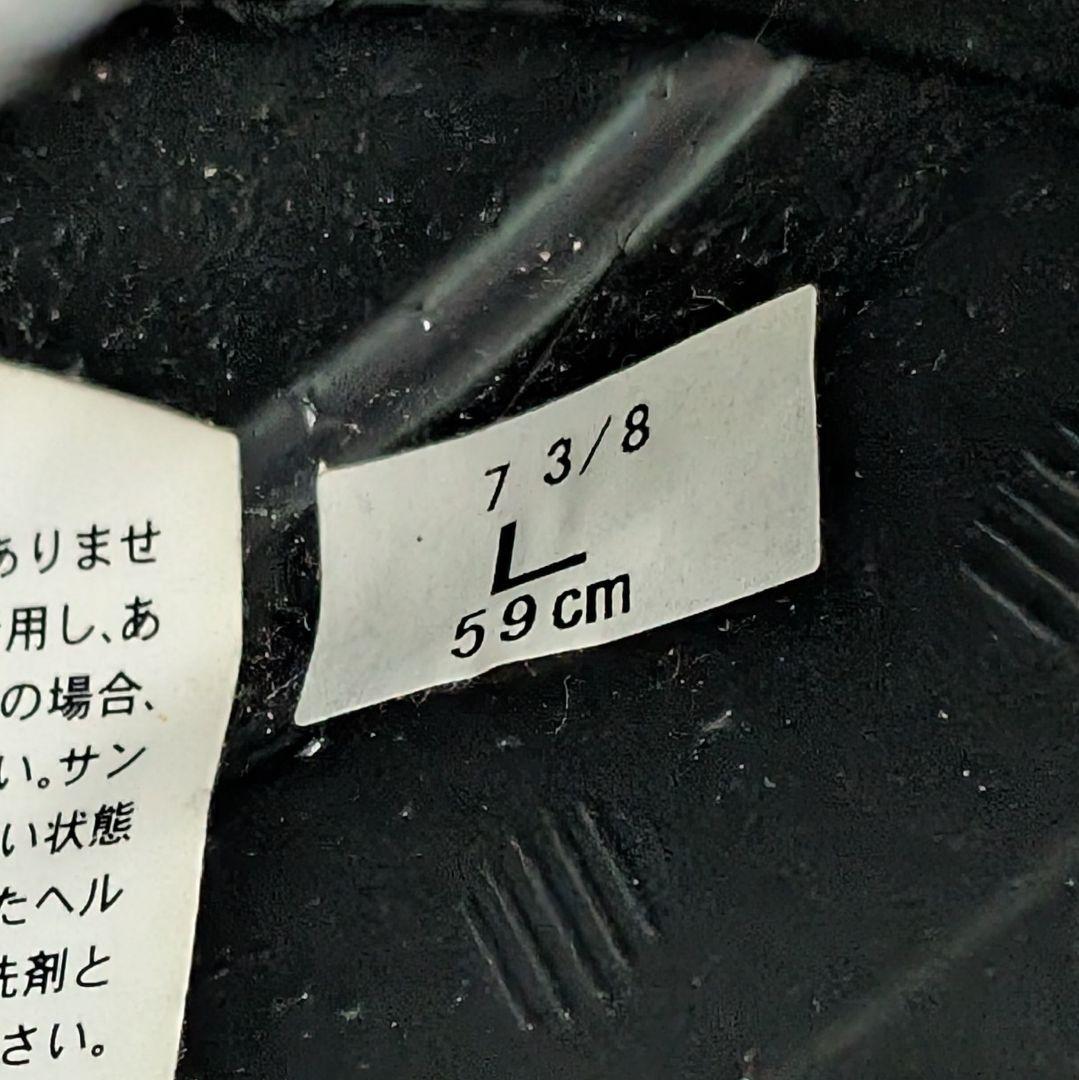 ありませ
用し、あ
の場合、
い。サン
い状態
たヘル
洗剤と
さい。
7 3/8
L
59cm